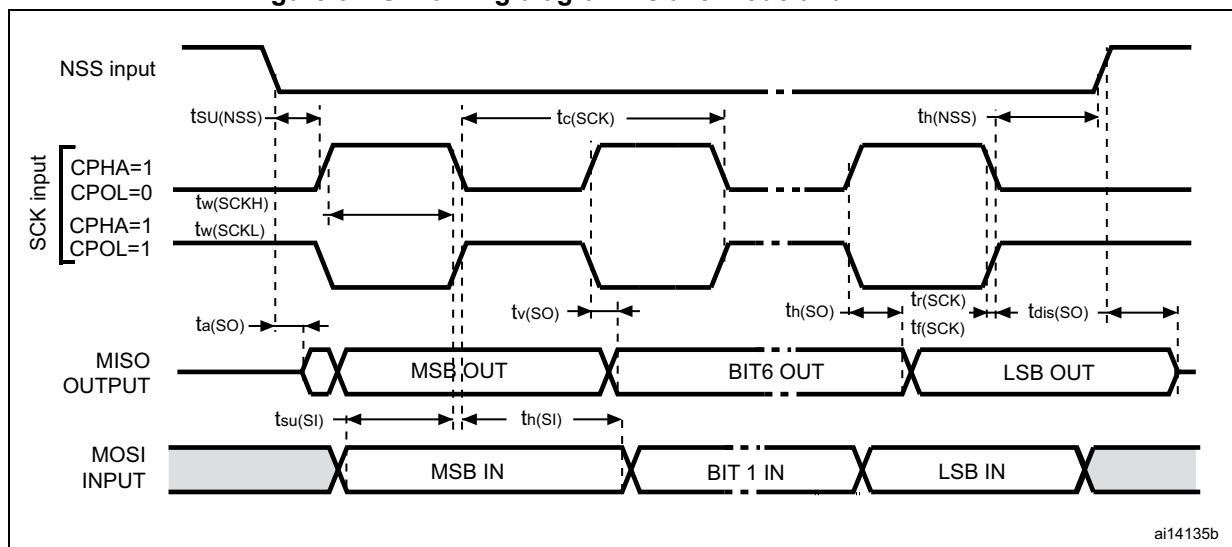 NSS input
tSU(NSS)
tc(SCK)
th(NSS)
SCK input
CPHA=1
CPOL=0
tw(SCKH)
CPHA=1
tw(SCKL)
CPOL=1
ta(SO)
tv(SO)
th(SO)
tr(SCK)
tf(SCK)
tdis(SO)
MISO
OUTPUT
MSB OUT
BIT6 OUT
LSB OUT
tsu(SI)
th(SI)
MOSI
INPUT
MSB IN
BIT 1 IN
LSB IN
ai14135b